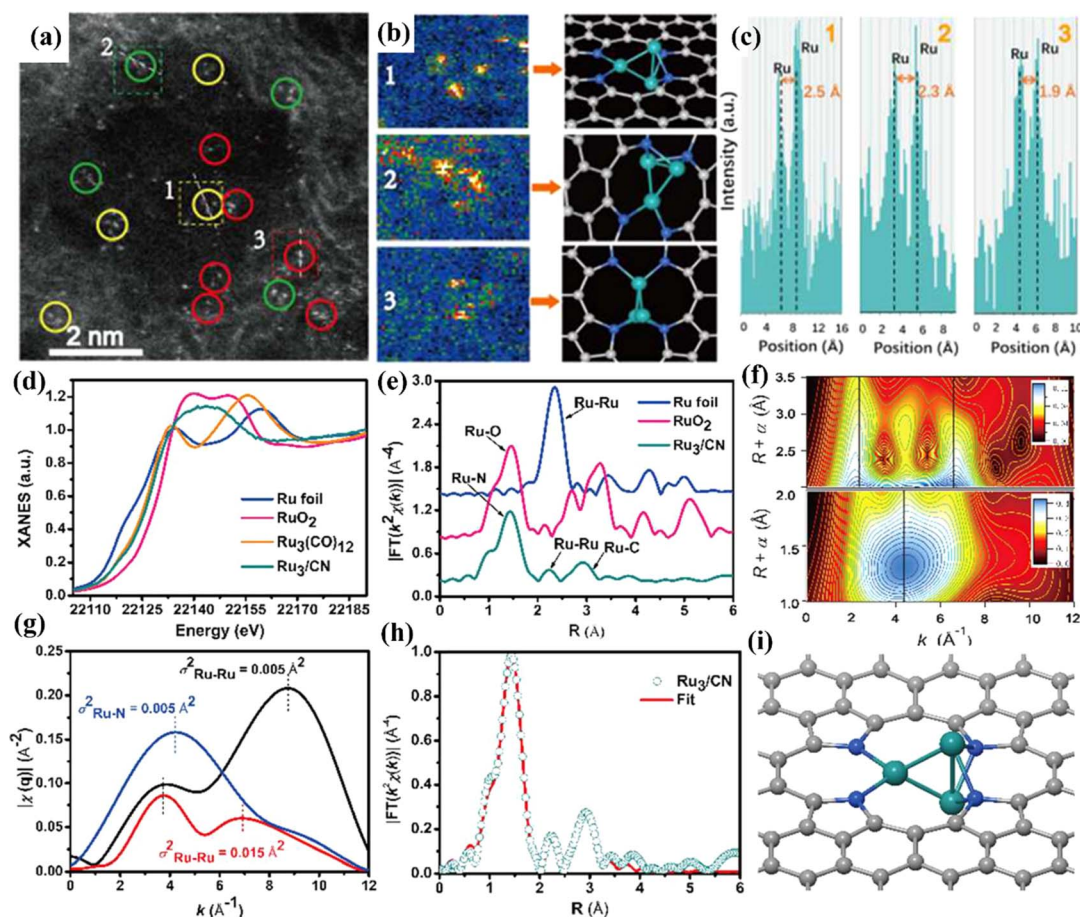 (a)
2
1
3
2 nm
(b)
1
2
3
(c)
Intensity (a.u.)
1
Ru
Ru
2.5 Å
0 4 8 12 16
Position (Å)
2
Ru
Ru
2.3 Å
0 2 4 6 8
Position (Å)
3
Ru
Ru
1.9 Å
0 2 4 6 8 10
Position (Å)
(d)
XANES (a.u.)
1.2
1.0
0.8
0.6
0.4
0.2
0.0
Ru foil
RuO2
Ru3(CO)12
Ru3/CN
22110 22125 22140 22155 22170 22185
Energy (eV)
(e)
|FT(k2χ(k))| (Å-4)
3.0
2.4
1.8
1.2
0.6
0.0
Ru-Ru
Ru-O
Ru-N
Ru-Ru
Ru-C
Ru foil
RuO2
Ru3/CN
0 1 2 3 4 5 6
R (Å)
(f)
R + α (Å)
3.5
3.0
2.5
2.0
R + α (Å)
2.0
1.5
1.0
0 2 4 6 8 10 12
k (Å-1)
(g)
|χ(q)| (Å-2)
0.25
0.20
0.15
0.10
0.05
0.00
σ2Ru-Ru = 0.005 Å2
σ2Ru-N = 0.005 Å2
σ2Ru-Ru = 0.015 Å2
0 2 4 6 8 10 12
k (Å-1)
(h)
|FT(k2χ(k))| (Å-4)
1.0
0.8
0.6
0.4
0.2
0.0
Ru3/CN
Fit
0 1 2 3 4 5 6
R (Å)
(i)